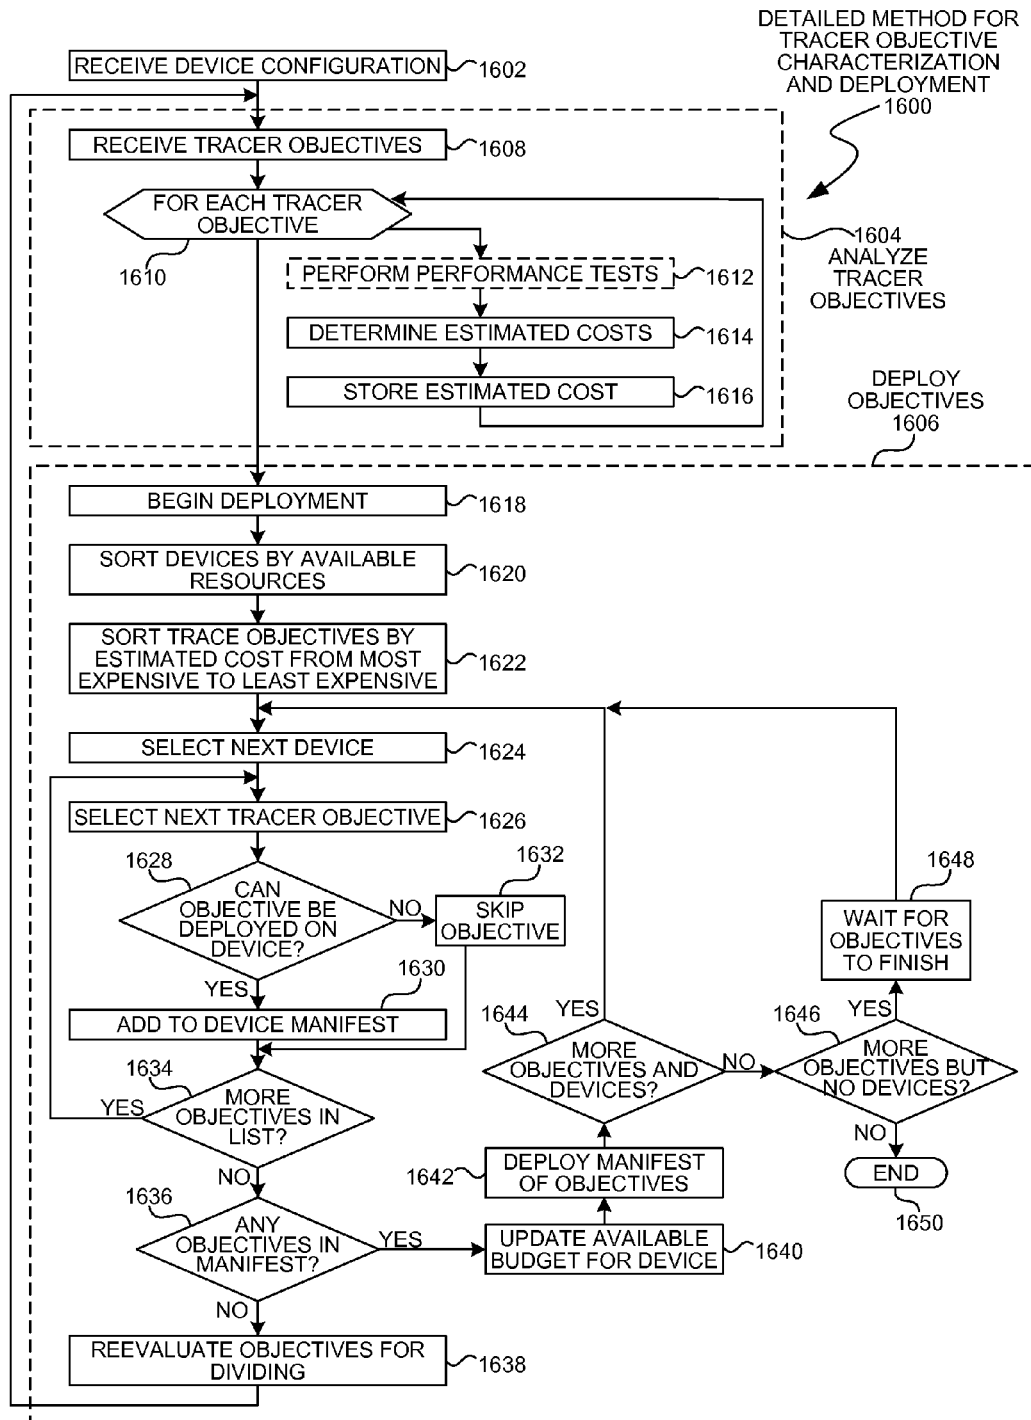 DETAILED METHOD FOR
TRACER OBJECTIVE
CHARACTERIZATION
AND DEPLOYMENT
1600
RECEIVE DEVICE CONFIGURATION
1602
RECEIVE TRACER OBJECTIVES
1608
FOR EACH TRACER
OBJECTIVE
1610
PERFORM PERFORMANCE TESTS
1612
DETERMINE ESTIMATED COSTS
1614
STORE ESTIMATED COST
1616
1604
ANALYZE
TRACER
OBJECTIVES
DEPLOY
OBJECTIVES
1606
BEGIN DEPLOYMENT
1618
SORT DEVICES BY AVAILABLE
RESOURCES
1620
SORT TRACE OBJECTIVES BY
ESTIMATED COST FROM MOST
EXPENSIVE TO LEAST EXPENSIVE
1622
SELECT NEXT DEVICE
1624
SELECT NEXT TRACER OBJECTIVE
1626
1628
CAN
OBJECTIVE BE
DEPLOYED ON
DEVICE?
NO
1632
SKIP
OBJECTIVE
YES
1630
ADD TO DEVICE MANIFEST
1634
MORE
OBJECTIVES IN
LIST?
YES
NO
1636
ANY
OBJECTIVES IN
MANIFEST?
YES
NO
REEVALUATE OBJECTIVES FOR
DIVIDING
1638
UPDATE AVAILABLE
BUDGET FOR DEVICE
1640
1642
DEPLOY MANIFEST
OF OBJECTIVES
1644
MORE
OBJECTIVES AND
DEVICES?
YES
NO
1646
MORE
OBJECTIVES BUT
NO DEVICES?
YES
1648
WAIT FOR
OBJECTIVES
TO FINISH
NO
END
1650